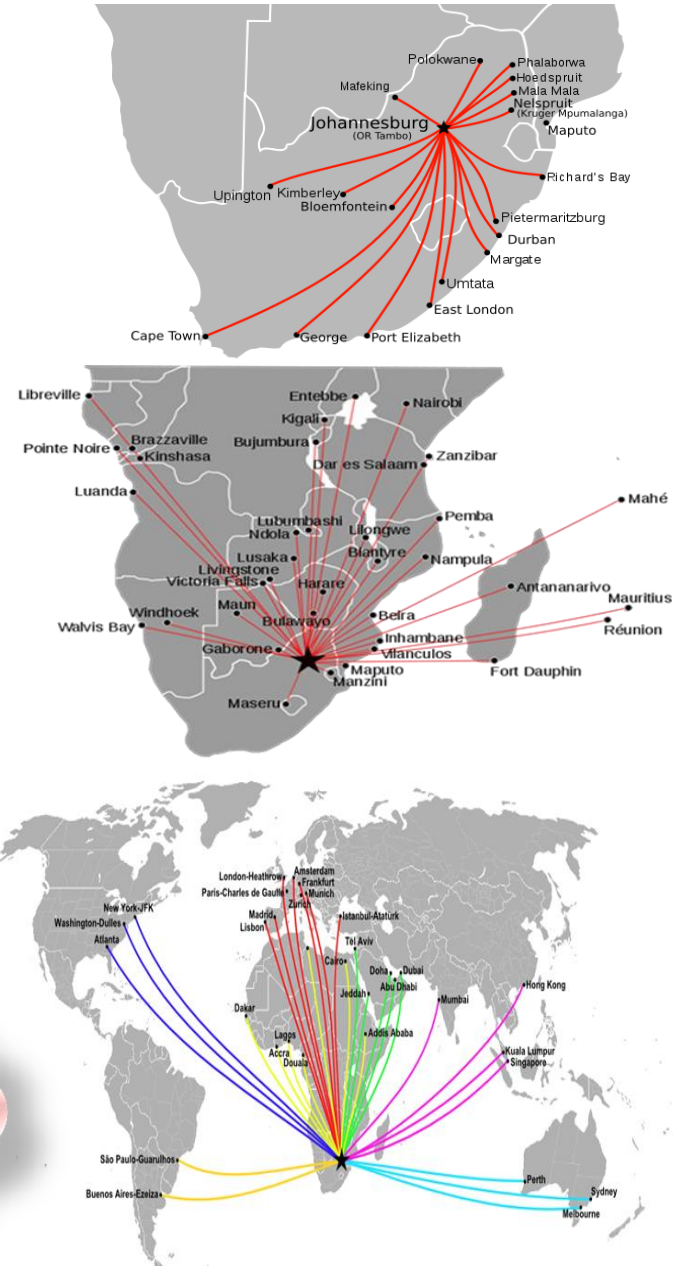 Polokwane
Phalaborwa
Hoedspruit
Mafeking
Mala Mala
Nelspruit
(Kruger Mpumalanga)
Johannesburg
(OR Tambo)
Maputo
Richard's Bay
Upington
Kimberley
Bloemfontein
Pietermaritzburg
Durban
Margate
Umtata
East London
Cape Town
George
Port Elizabeth
Libreville
Entebbe
Nairobi
Kigali
Pointe Noire
Brazzaville
Bujumbura
Kinshasa
Zanzibar
Dar es Salaam
Luanda
Mahé
Pemba
Lubumbashi
Ndola
Lilongwe
Blantyre
Lusaka
Nampula
Livingstone
Victoria Falls
Harare
Antananarivo
Mauritius
Maun
Windhoek
Bulawayo
Beira
Walvis Bay
Réunion
Inhambane
Gaborone
Vilanculos
Maputo
Fort Dauphin
Manzini
Maseru
Amsterdam
London-Heathrow
Frankfurt
Paris-Charles de Gaulle
Munich
Zurich
New York-JFK
Madrid
Istanbul-Atatürk
Washington-Dulles
Lisbon
Atlanta
Tel Aviv
Cairo
Doha
Dubai
Abu Dhabi
Hong Kong
Jeddah
Mumbai
Dakar
Lagos
Addis Ababa
Accra
Douala
Kuala Lumpur
Singapore
São Paulo-Guarulhos
Perth
Buenos Aires-Ezeiza
Sydney
Melbourne